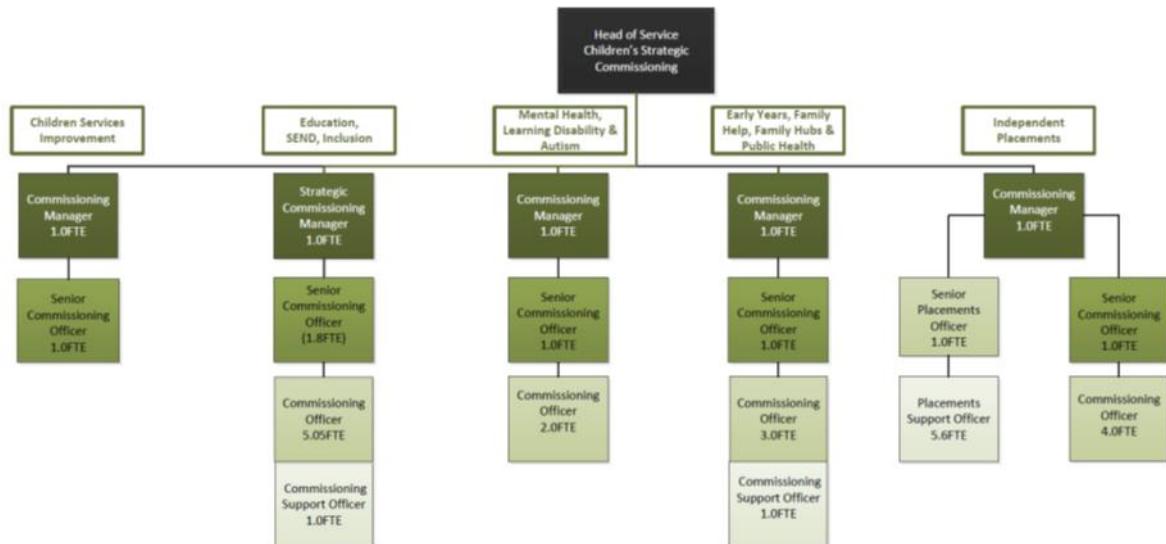 Head of Service
Children's Strategic
Commissioning
Children Services
Improvement
Education,
SEND, Inclusion
Mental Health,
Learning Disability &
Autism
Early Years, Family
Help, Family Hubs &
Public Health
Independent
Placements
Commissioning
Manager
1.0FTE
Strategic
Commissioning
Manager
1.0FTE
Commissioning
Manager
1.0FTE
Commissioning
Manager
1.0FTE
Commissioning
Manager
1.0FTE
Senior
Commissioning
Officer
1.0FTE
Senior
Commissioning
Officer
(1.8FTE)
Senior
Commissioning
Officer
1.0FTE
Senior
Commissioning
Officer
1.0FTE
Senior
Placements
Officer
1.0FTE
Senior
Commissioning
Officer
1.0FTE
Commissioning
Officer
5.05FTE
Commissioning
Officer
2.0FTE
Commissioning
Officer
3.0FTE
Placements
Support Officer
5.6FTE
Commissioning
Officer
4.0FTE
Commissioning
Support Officer
1.0FTE
Commissioning
Support Officer
1.0FTE